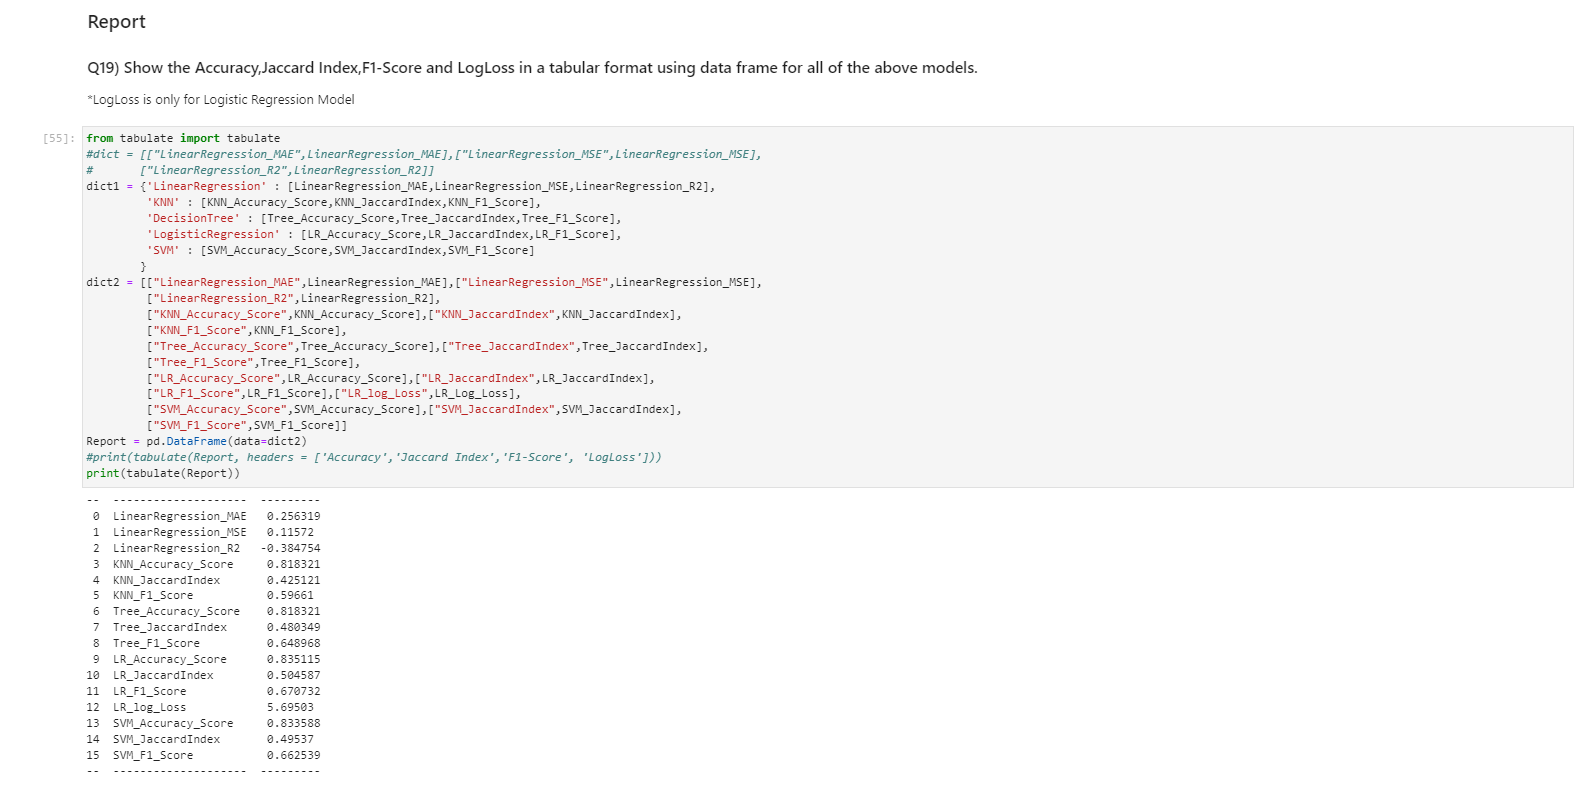 Report
Q19) Show the Accuracy,Jaccard Index,F1-Score and LogLoss in a tabular format using data frame for all of the above models.
*LogLoss is only for Logistic Regression Model
[55]: from tabulate import tabulate
#dict = [["LinearRegression_MAE",LinearRegression_MAE],["LinearRegression_MSE",LinearRegression_MSE],
#       ["LinearRegression_R2",LinearRegression_R2]]
dict1 = {'LinearRegression' : [LinearRegression_MAE,LinearRegression_MSE,LinearRegression_R2],
         'KNN' : [KNN_Accuracy_Score,KNN_JaccardIndex,KNN_F1_Score],
         'DecisionTree' : [Tree_Accuracy_Score,Tree_JaccardIndex,Tree_F1_Score],
         'LogisticRegression' : [LR_Accuracy_Score,LR_JaccardIndex,LR_F1_Score],
         'SVM' : [SVM_Accuracy_Score,SVM_JaccardIndex,SVM_F1_Score]
        }
dict2 = [["LinearRegression_MAE",LinearRegression_MAE],["LinearRegression_MSE",LinearRegression_MSE],
         ["LinearRegression_R2",LinearRegression_R2],
         ["KNN_Accuracy_Score",KNN_Accuracy_Score],["KNN_JaccardIndex",KNN_JaccardIndex],
         ["KNN_F1_Score",KNN_F1_Score],
         ["Tree_Accuracy_Score",Tree_Accuracy_Score],["Tree_JaccardIndex",Tree_JaccardIndex],
         ["Tree_F1_Score",Tree_F1_Score],
         ["LR_Accuracy_Score",LR_Accuracy_Score],["LR_JaccardIndex",LR_JaccardIndex],
         ["LR_F1_Score",LR_F1_Score],["LR_log_Loss",LR_Log_Loss],
         ["SVM_Accuracy_Score",SVM_Accuracy_Score],["SVM_JaccardIndex",SVM_JaccardIndex],
         ["SVM_F1_Score",SVM_F1_Score]]
Report = pd.DataFrame(data=dict2)
#print(tabulate(Report, headers = ['Accuracy','Jaccard Index','F1-Score', 'LogLoss']))
print(tabulate(Report))
--  --------------------  ---------
 0  LinearRegression_MAE   0.256319
 1  LinearRegression_MSE   0.11572
 2  LinearRegression_R2   -0.384754
 3  KNN_Accuracy_Score     0.818321
 4  KNN_JaccardIndex       0.425121
 5  KNN_F1_Score           0.59661
 6  Tree_Accuracy_Score    0.818321
 7  Tree_JaccardIndex      0.480349
 8  Tree_F1_Score          0.648968
 9  LR_Accuracy_Score      0.835115
10  LR_JaccardIndex        0.504587
11  LR_F1_Score            0.670732
12  LR_log_Loss            5.69503
13  SVM_Accuracy_Score     0.833588
14  SVM_JaccardIndex       0.49537
15  SVM_F1_Score           0.662539
--  --------------------  ---------